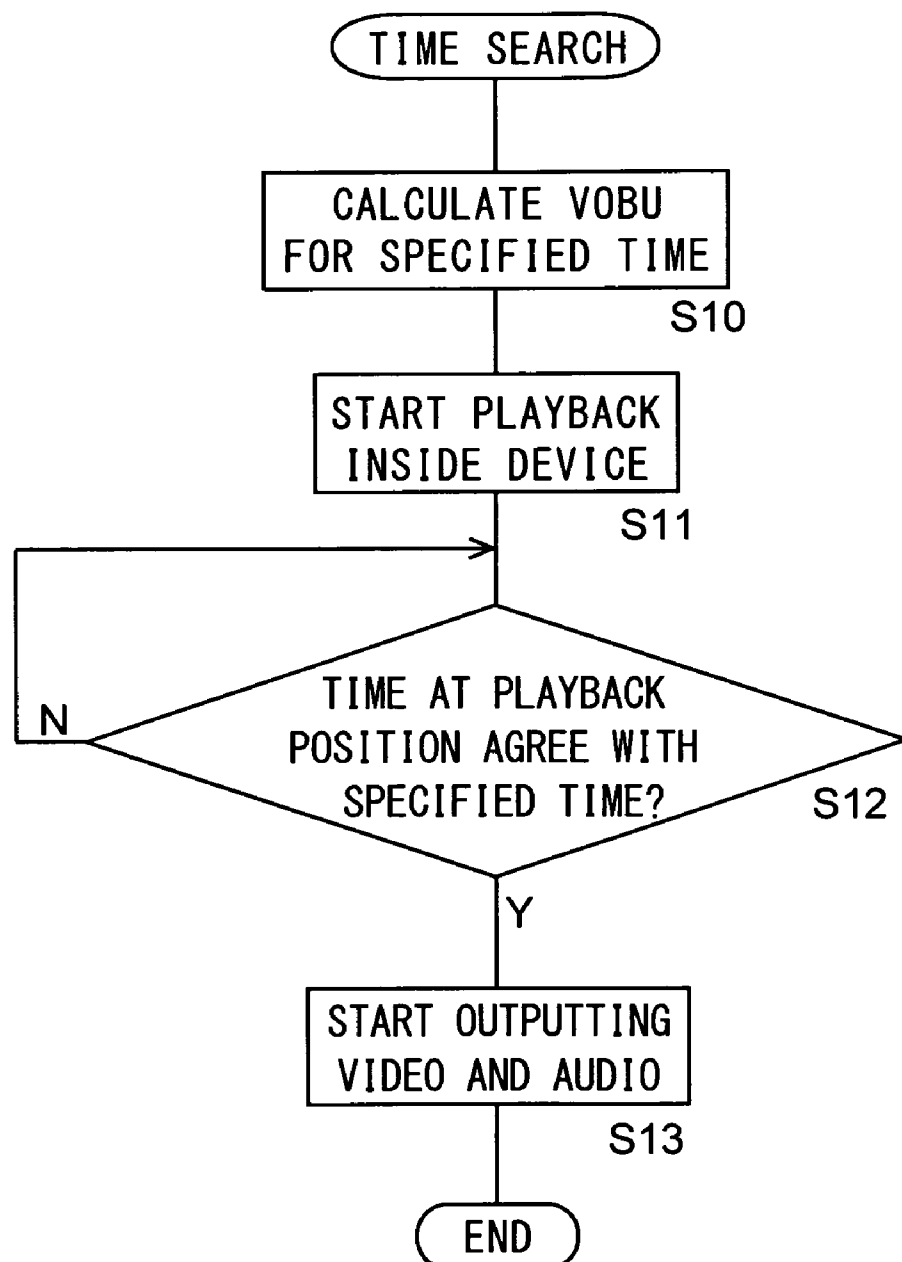 TIME SEARCH
CALCULATE VOBU
FOR SPECIFIED TIME
S10
START PLAYBACK
INSIDE DEVICE
S11
TIME AT PLAYBACK
POSITION AGREE WITH
SPECIFIED TIME?
N
S12
Y
START OUTPUTTING
VIDEO AND AUDIO
S13
END